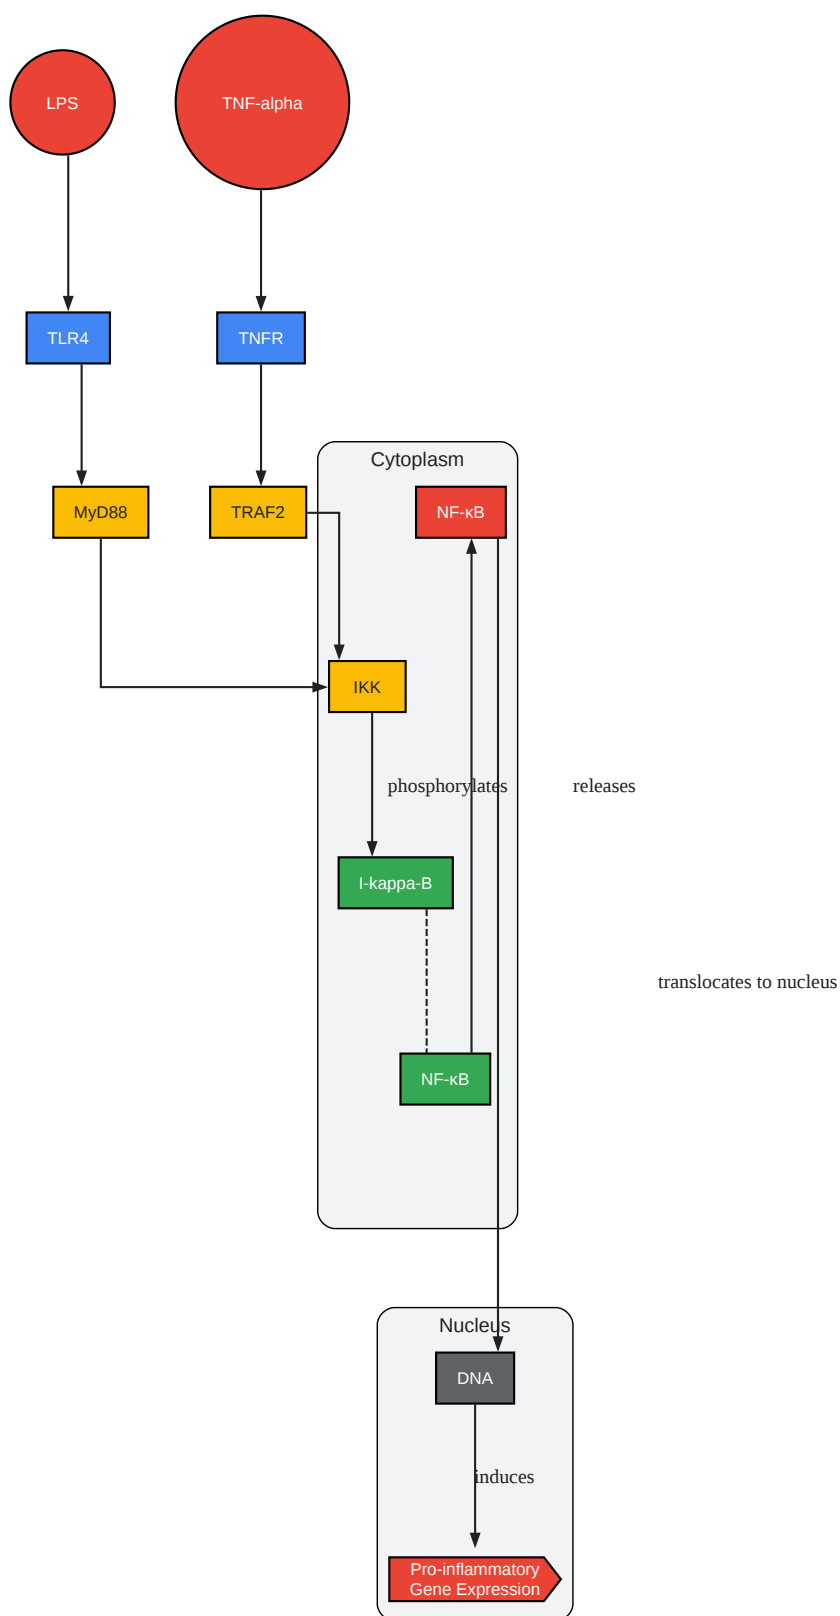 LPS
TNF-alpha
TLR4
TNFR
Cytoplasm
MyD88
TRAF2
NF-κB
IKK
phosphorylates
releases
I-kappa-B
translocates to nucleus
NF-κB
Nucleus
DNA
induces
Pro-inflammatory
Gene Expression